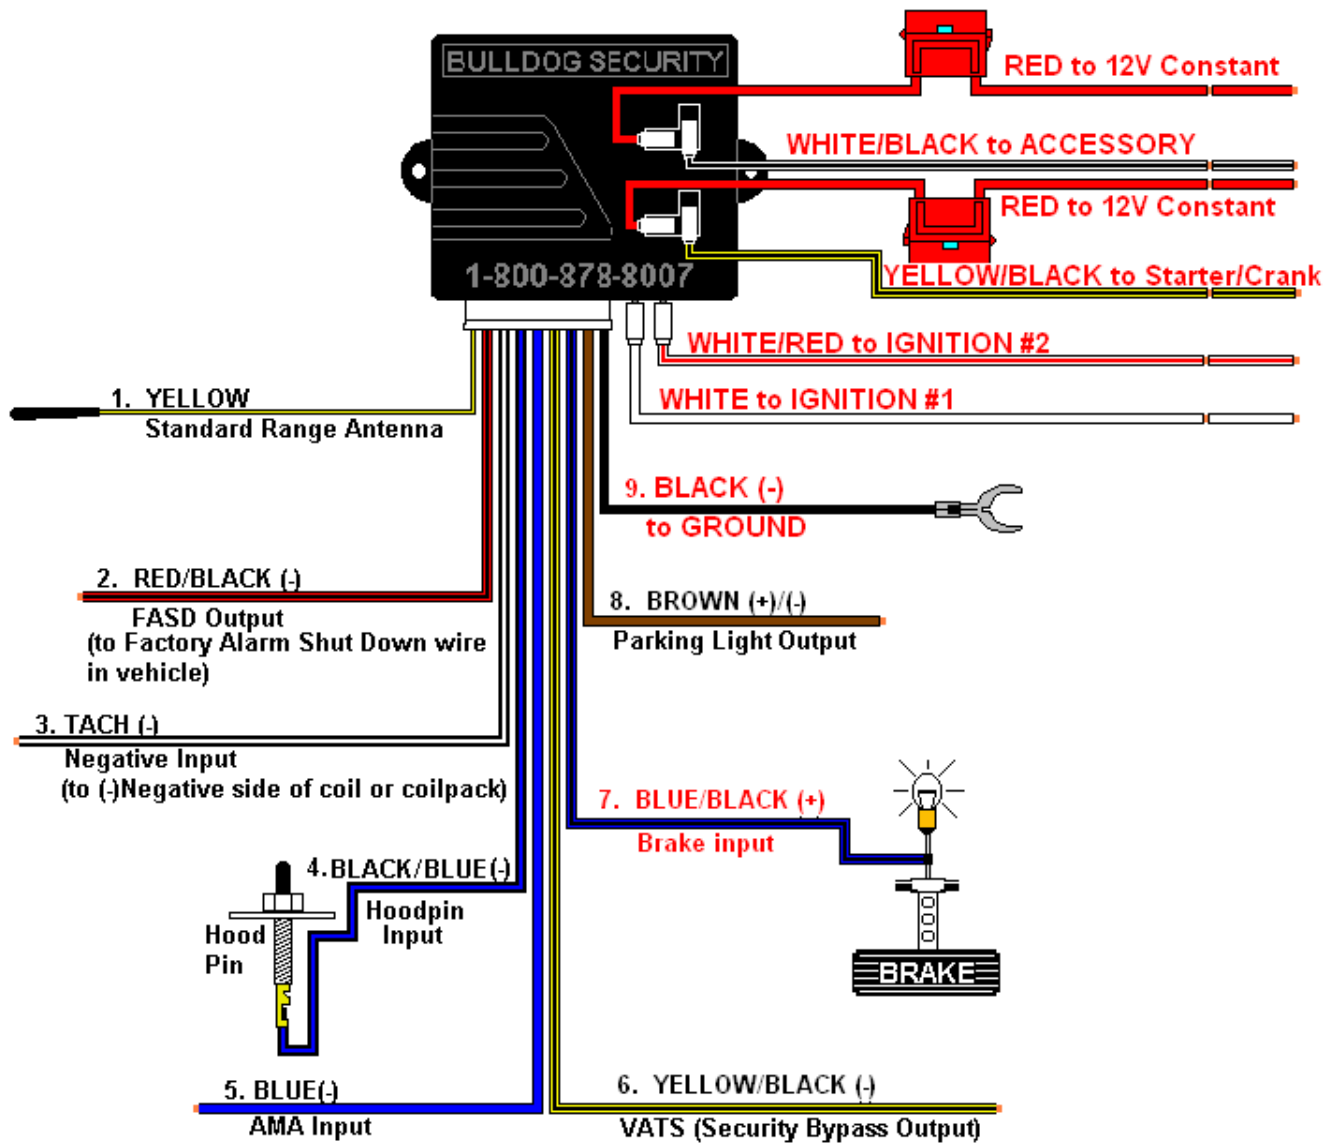 BULLDOG SECURITY
1-800-878-8007
RED to 12V Constant
WHITE/BLACK to ACCESSORY
RED to 12V Constant
YELLOW/BLACK to Starter/Crank
WHITE/RED to IGNITION #2
WHITE to IGNITION #1
1. YELLOW
Standard Range Antenna
9. BLACK (-)
to GROUND
2. RED/BLACK (-)
FASD Output
(to Factory Alarm Shut Down wire
in vehicle)
8. BROWN (+)/(-)
Parking Light Output
3. TACH (-)
Negative Input
(to (-)Negative side of coil or coilpack)
7. BLUE/BLACK (+)
Brake input
4.BLACK/BLUE(-)
Hoodpin
Input
Hood
Pin
BRAKE
5. BLUE(-)
AMA Input
6. YELLOW/BLACK (-)
VATS (Security Bypass Output)